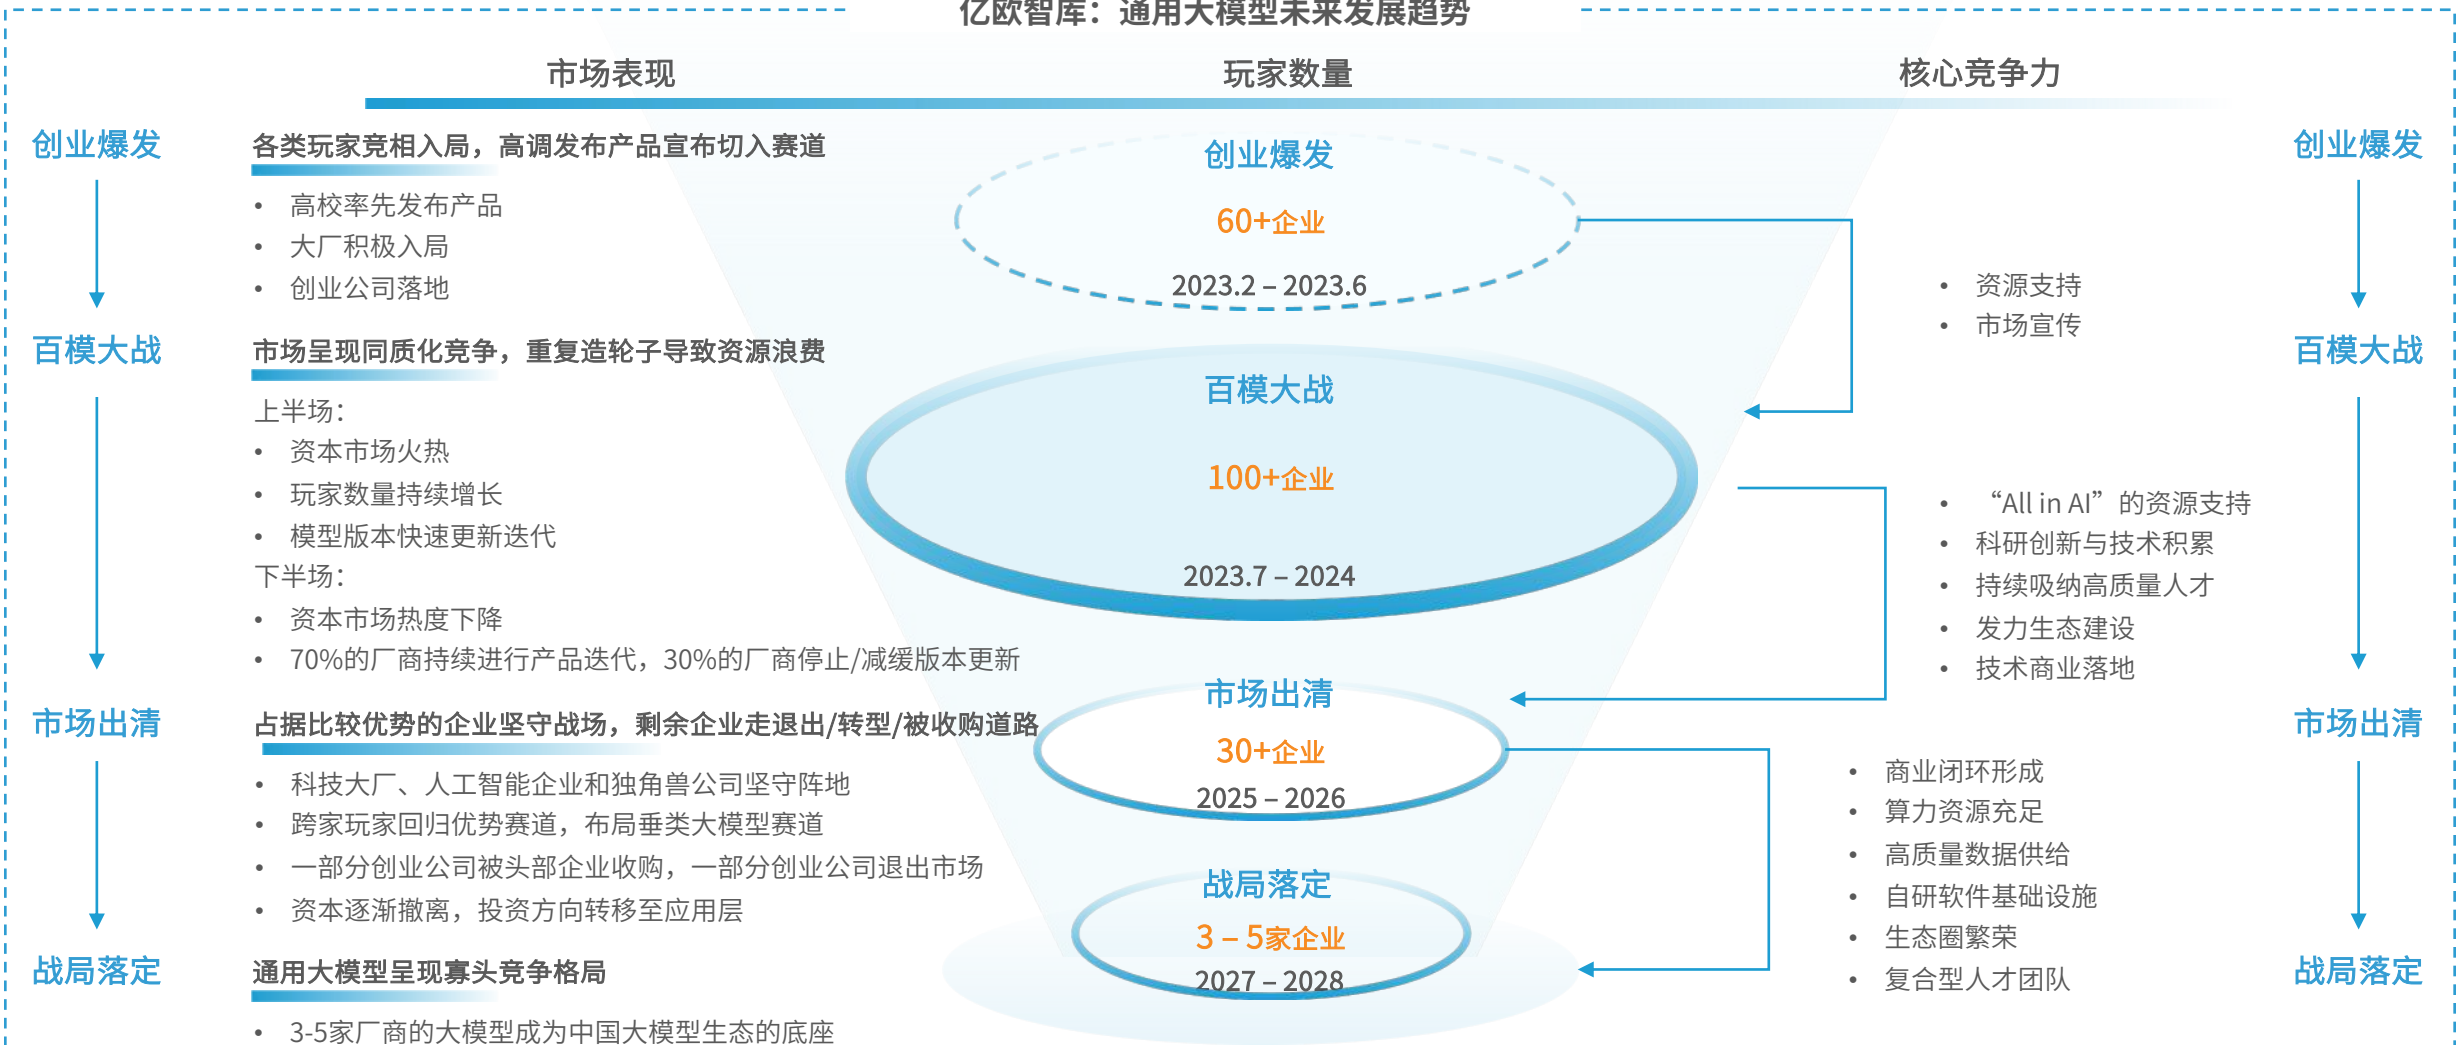 亿欧智库：通用大模型未来发展趋势
市场表现
玩家数量
核心竞争力
创业爆发
各类玩家竞相入局，高调发布产品宣布切入赛道
• 高校率先发布产品
• 大厂积极入局
• 创业公司落地
创业爆发
60+企业
2023.2 – 2023.6
• 资源支持
• 市场宣传
创业爆发
百模大战
市场呈现同质化竞争，重复造轮子导致资源浪费
上半场：
• 资本市场火热
• 玩家数量持续增长
• 模型版本快速更新迭代
下半场：
• 资本市场热度下降
• 70%的厂商持续进行产品迭代，30%的厂商停止/减缓版本更新
百模大战
100+企业
2023.7 – 2024
• “All in AI”的资源支持
• 科研创新与技术积累
• 持续吸纳高质量人才
• 发力生态建设
• 技术商业落地
百模大战
市场出清
占据比较优势的企业坚守战场，剩余企业走退出/转型/被收购道路
• 科技大厂、人工智能企业和独角兽公司坚守阵地
• 跨家玩家回归优势赛道，布局垂类大模型赛道
• 一部分创业公司被头部企业收购，一部分创业公司退出市场
• 资本逐渐撤离，投资方向转移至应用层
市场出清
30+企业
2025 – 2026
• 商业闭环形成
• 算力资源充足
• 高质量数据供给
• 自研软件基础设施
• 生态圈繁荣
• 复合型人才团队
市场出清
战局落定
通用大模型呈现寡头竞争格局
• 3-5家厂商的大模型成为中国大模型生态的底座
战局落定
3 – 5家企业
2027 – 2028
战局落定